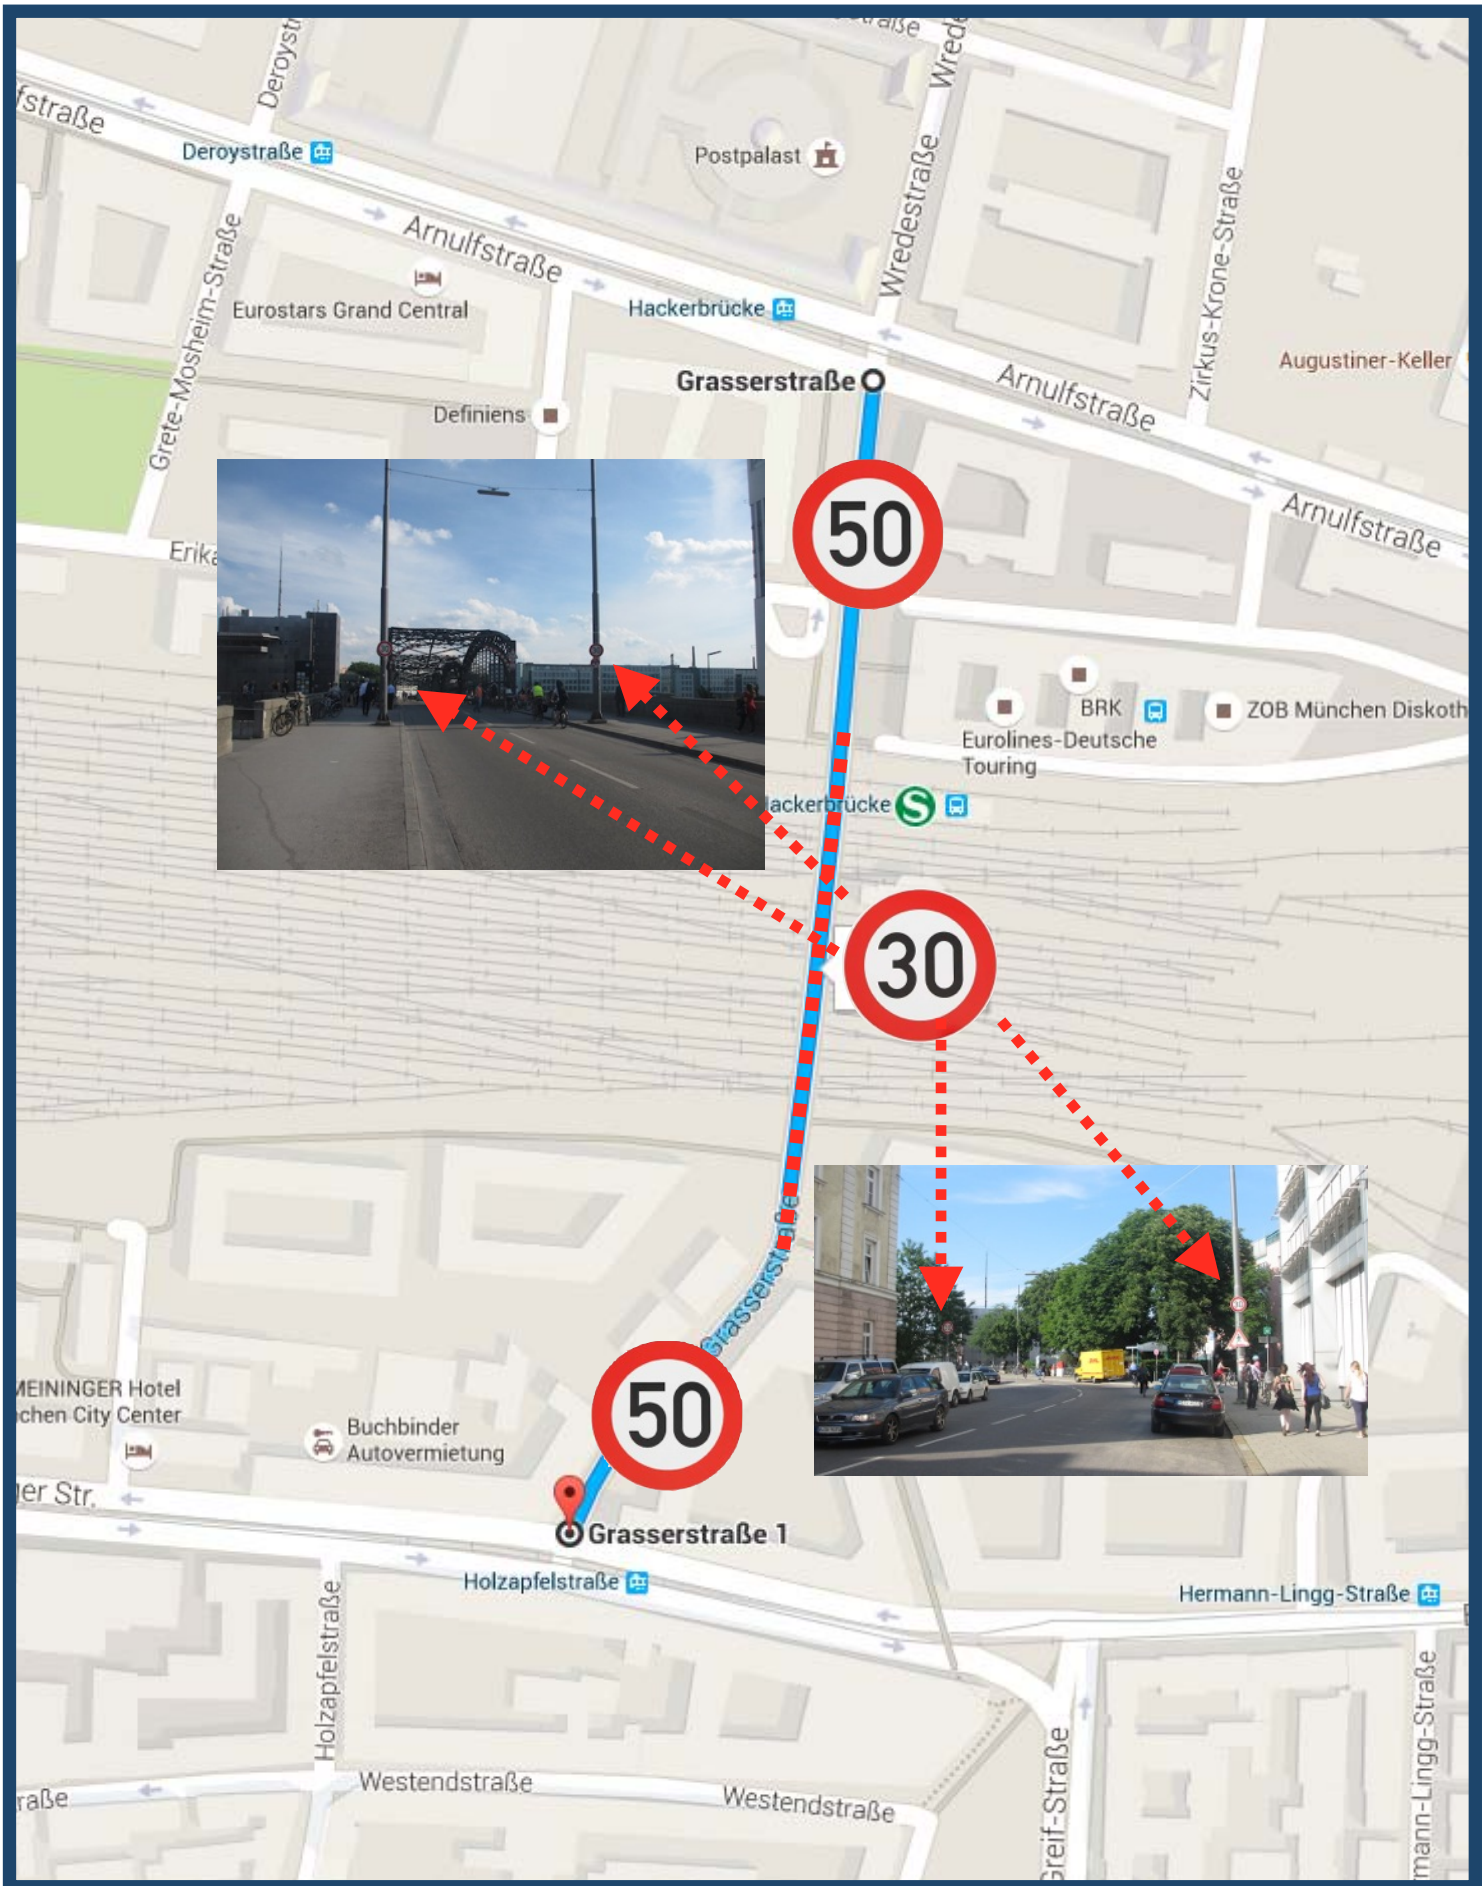 Deroystr
Wrede
fstraße
Deroystraße
Postpalast
Wredestraße
Zirkus-Krone-Straße
Grete-Mosheim-Straße
Arnulfstraße
Eurostars Grand Central
Hackerbrücke
Augustiner-Keller
Grasserstraße
Arnulfstraße
Definiens
50
Arnulfstraße
Erika
BRK
ZOB München Diskoth
Eurolines-Deutsche
Touring
ackerbrücke
S
30
Grasserstraße
30
50
MEININGER Hotel
chen City Center
Buchbinder
Autovermietung
er Str.
Grasserstraße 1
Holzapfelstraße
Hermann-Lingg-Straße
Holzapfelstraße
Westendstraße
Westendstraße
raße
Greif-Straße
mann-Lingg-Straße